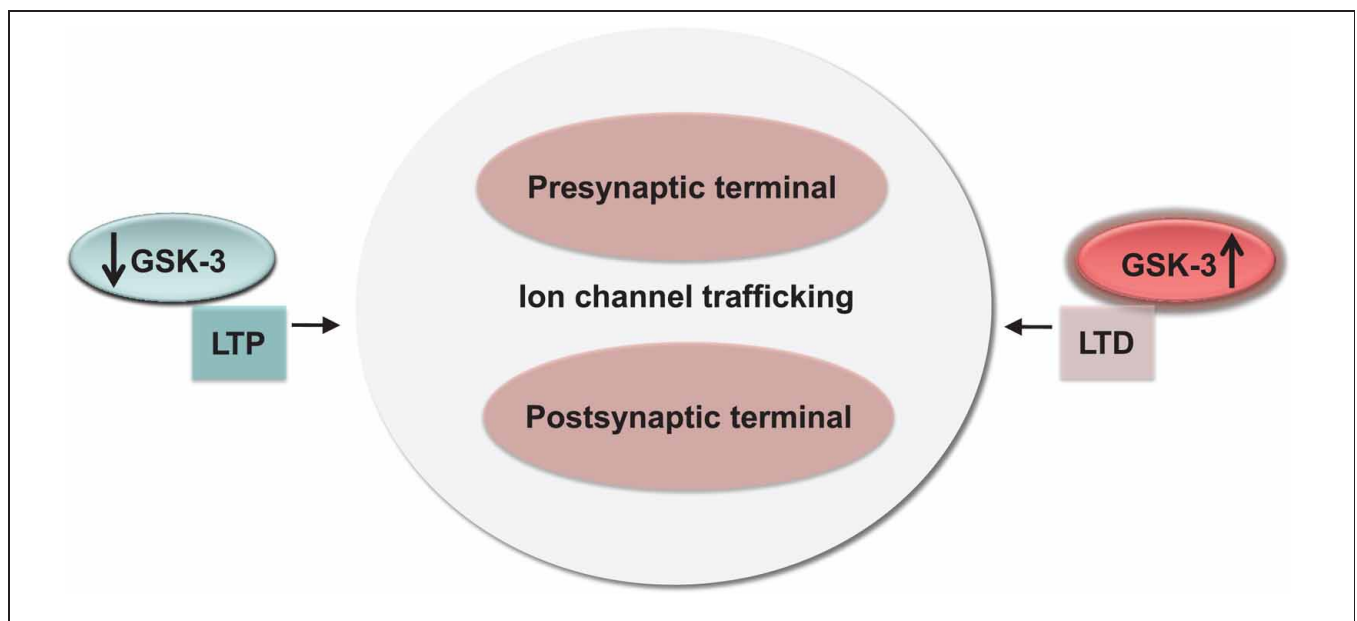 Presynaptic terminal
↓ GSK-3
GSK-3 ↑
Ion channel trafficking
LTP
LTD
Postsynaptic terminal